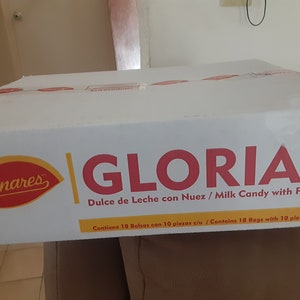 nares
GLORIA
Dulce de Leche con Nuez / Milk Candy with P
Contiene 18 Bolsas con 10 piezas c/u / Contains 18 Bags with 10 piec